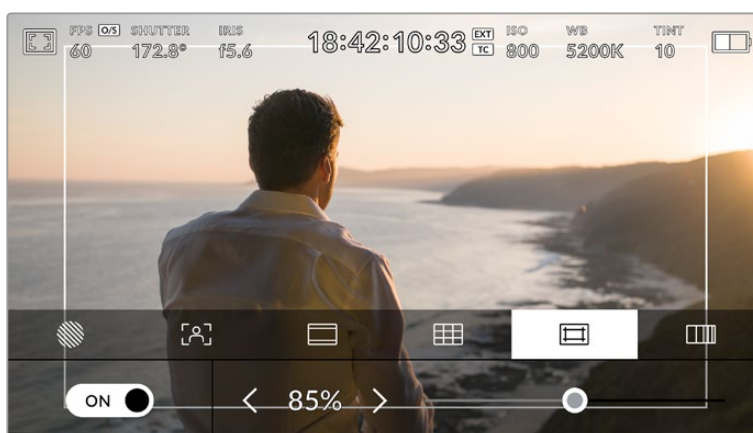 FPS O/S SHUTTER IRIS 18:42:10:33 EXT ISO WB TINT
60 172.8° f5.6 TC 800 5200K 10
ON 85%